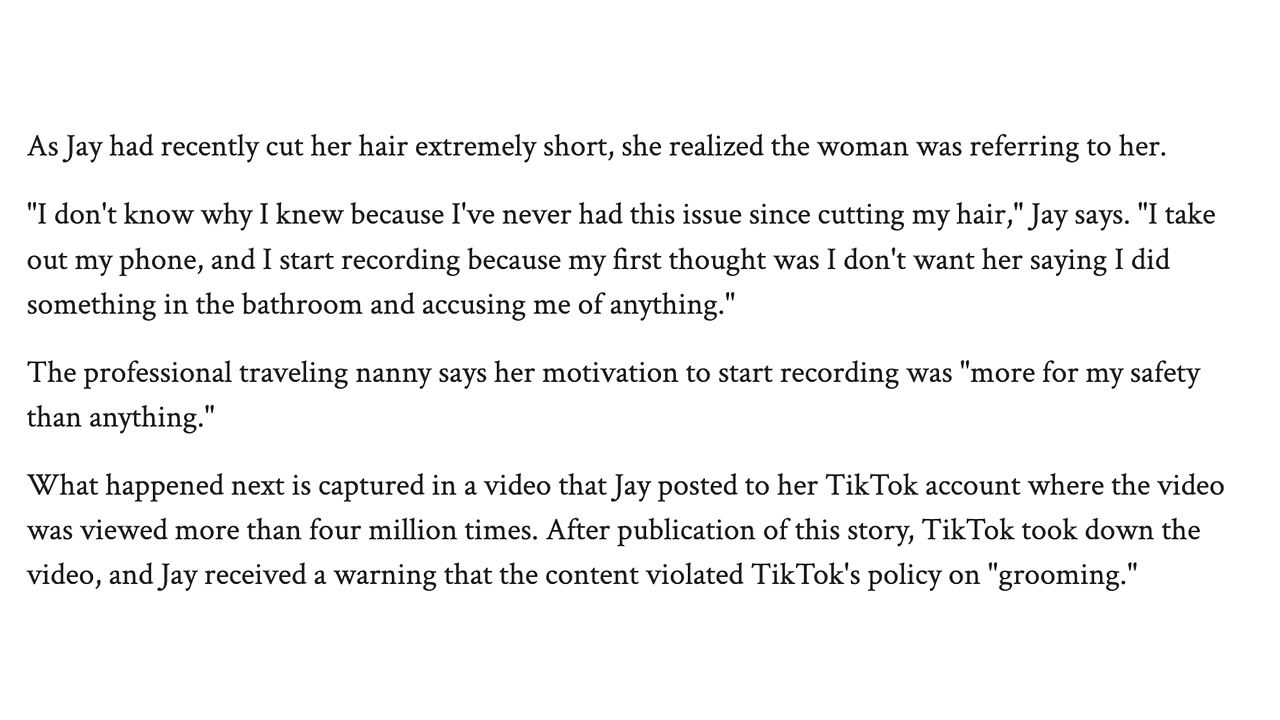 As Jay had recently cut her hair extremely short, she realized the woman was referring to her.
"I don't know why I knew because I've never had this issue since cutting my hair," Jay says. "I take
out my phone, and I start recording because my first thought was I don't want her saying I did
something in the bathroom and accusing me of anything."
The professional traveling nanny says her motivation to start recording was "more for my safety
than anything."
What happened next is captured in a video that Jay posted to her TikTok account where the video
was viewed more than four million times. After publication of this story, TikTok took down the
video, and Jay received a warning that the content violated TikTok's policy on "grooming."